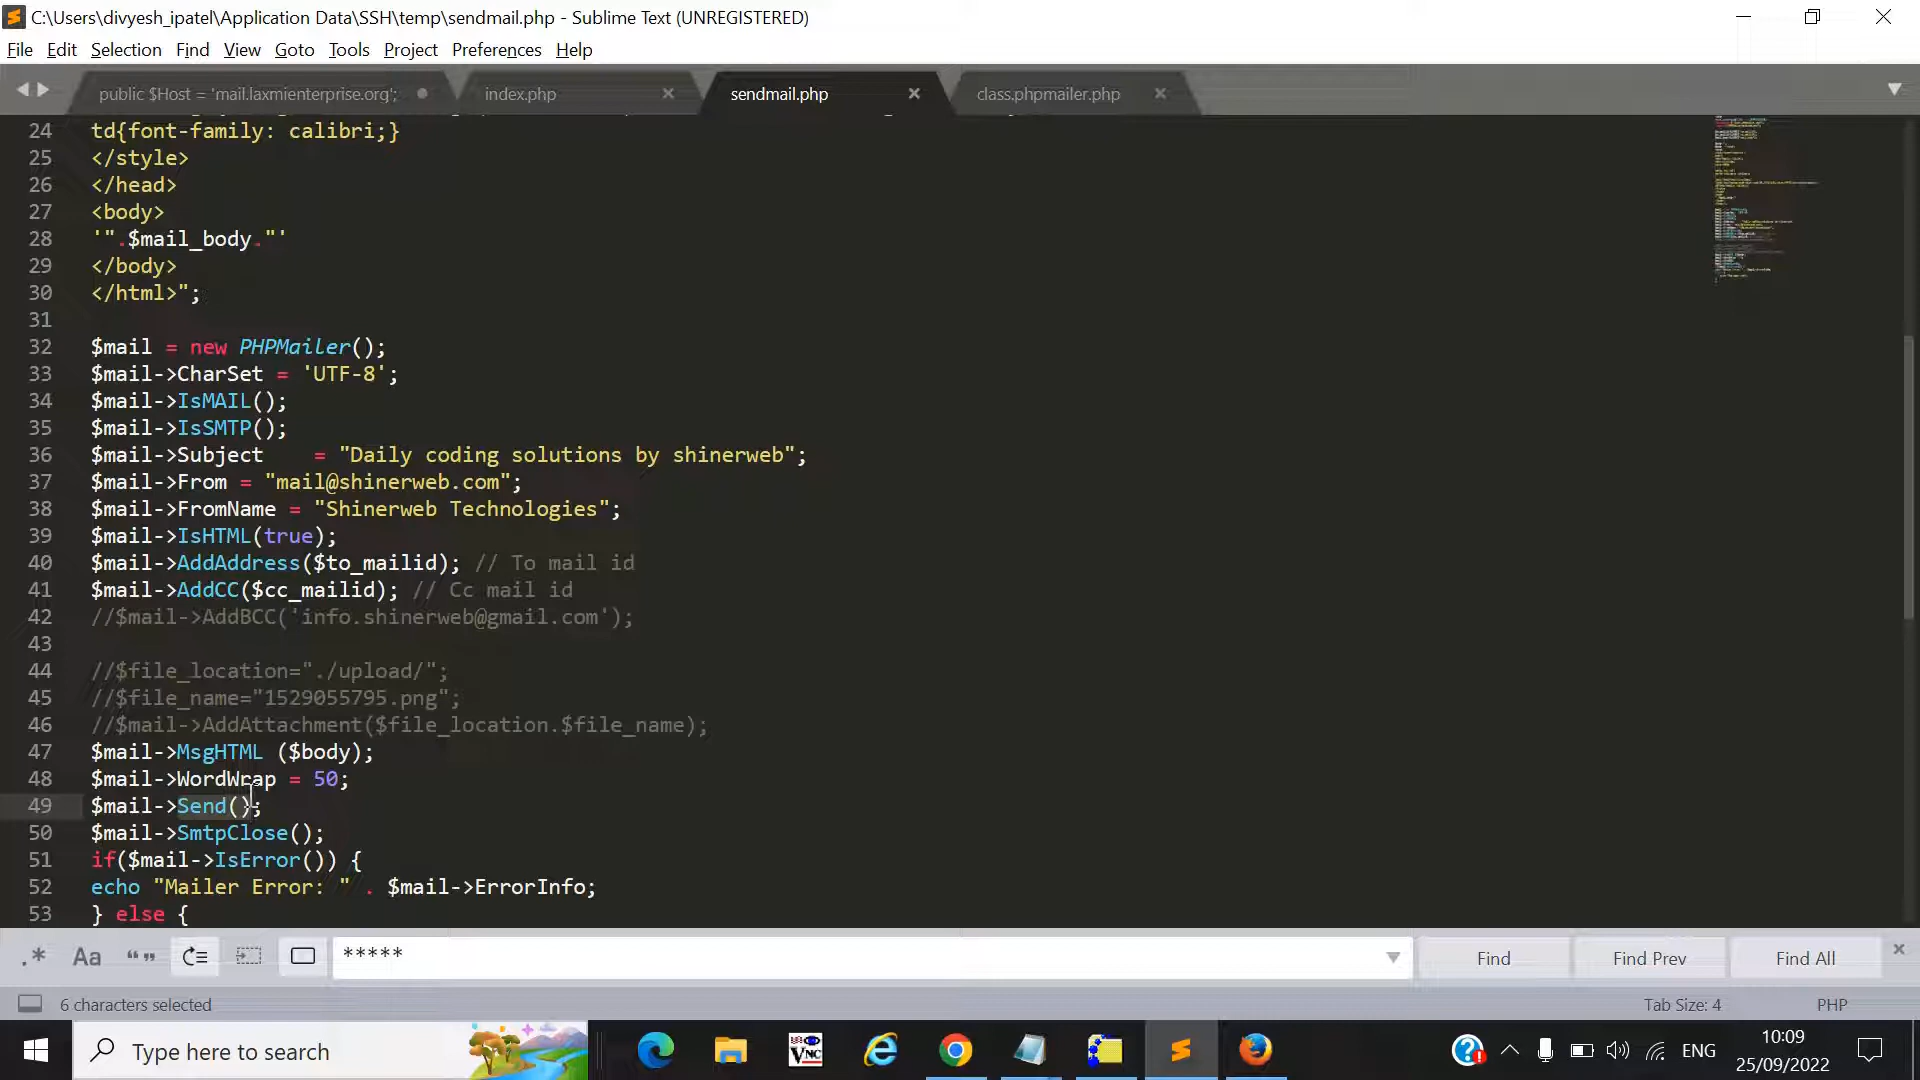 C:\Users\divyesh_ipatel\Application Data\SSH\temp\sendmail.php - Sublime Text (UNREGISTERED)
File Edit Selection Find View Goto Tools Project Preferences Help
public $Host = 'mail.laxmienterprise.org'; index.php sendmail.php class.phpmailer.php
24 td{font-family: calibri;}
25 </style>
26 </head>
27 <body>
28 '".$mail_body."'
29 </body>
30 </html>";
31
32 $mail = new PHPMailer();
33 $mail->CharSet = 'UTF-8';
34 $mail->IsMAIL();
35 $mail->IsSMTP();
36 $mail->Subject    = "Daily coding solutions by shinerweb";
37 $mail->From = "mail@shinerweb.com";
38 $mail->FromName = "Shinerweb Technologies";
39 $mail->IsHTML(true);
40 $mail->AddAddress($to_mailid); // To mail id
41 $mail->AddCC($cc_mailid); // Cc mail id
42 //$mail->AddBCC('info.shinerweb@gmail.com');
43
44 //$file_location="./upload/";
45 //$file_name="1529055795.png";
46 //$mail->AddAttachment($file_location.$file_name);
47 $mail->MsgHTML ($body);
48 $mail->WordWrap = 50;
49 $mail->Send();
50 $mail->SmtpClose();
51 if($mail->IsError()) {
52 echo "Mailer Error: " . $mail->ErrorInfo;
53 } else {
.* Aa “” ***** Find Find Prev Find All
6 characters selected Tab Size: 4 PHP
Type here to search VNC ENG 10:09
25/09/2022